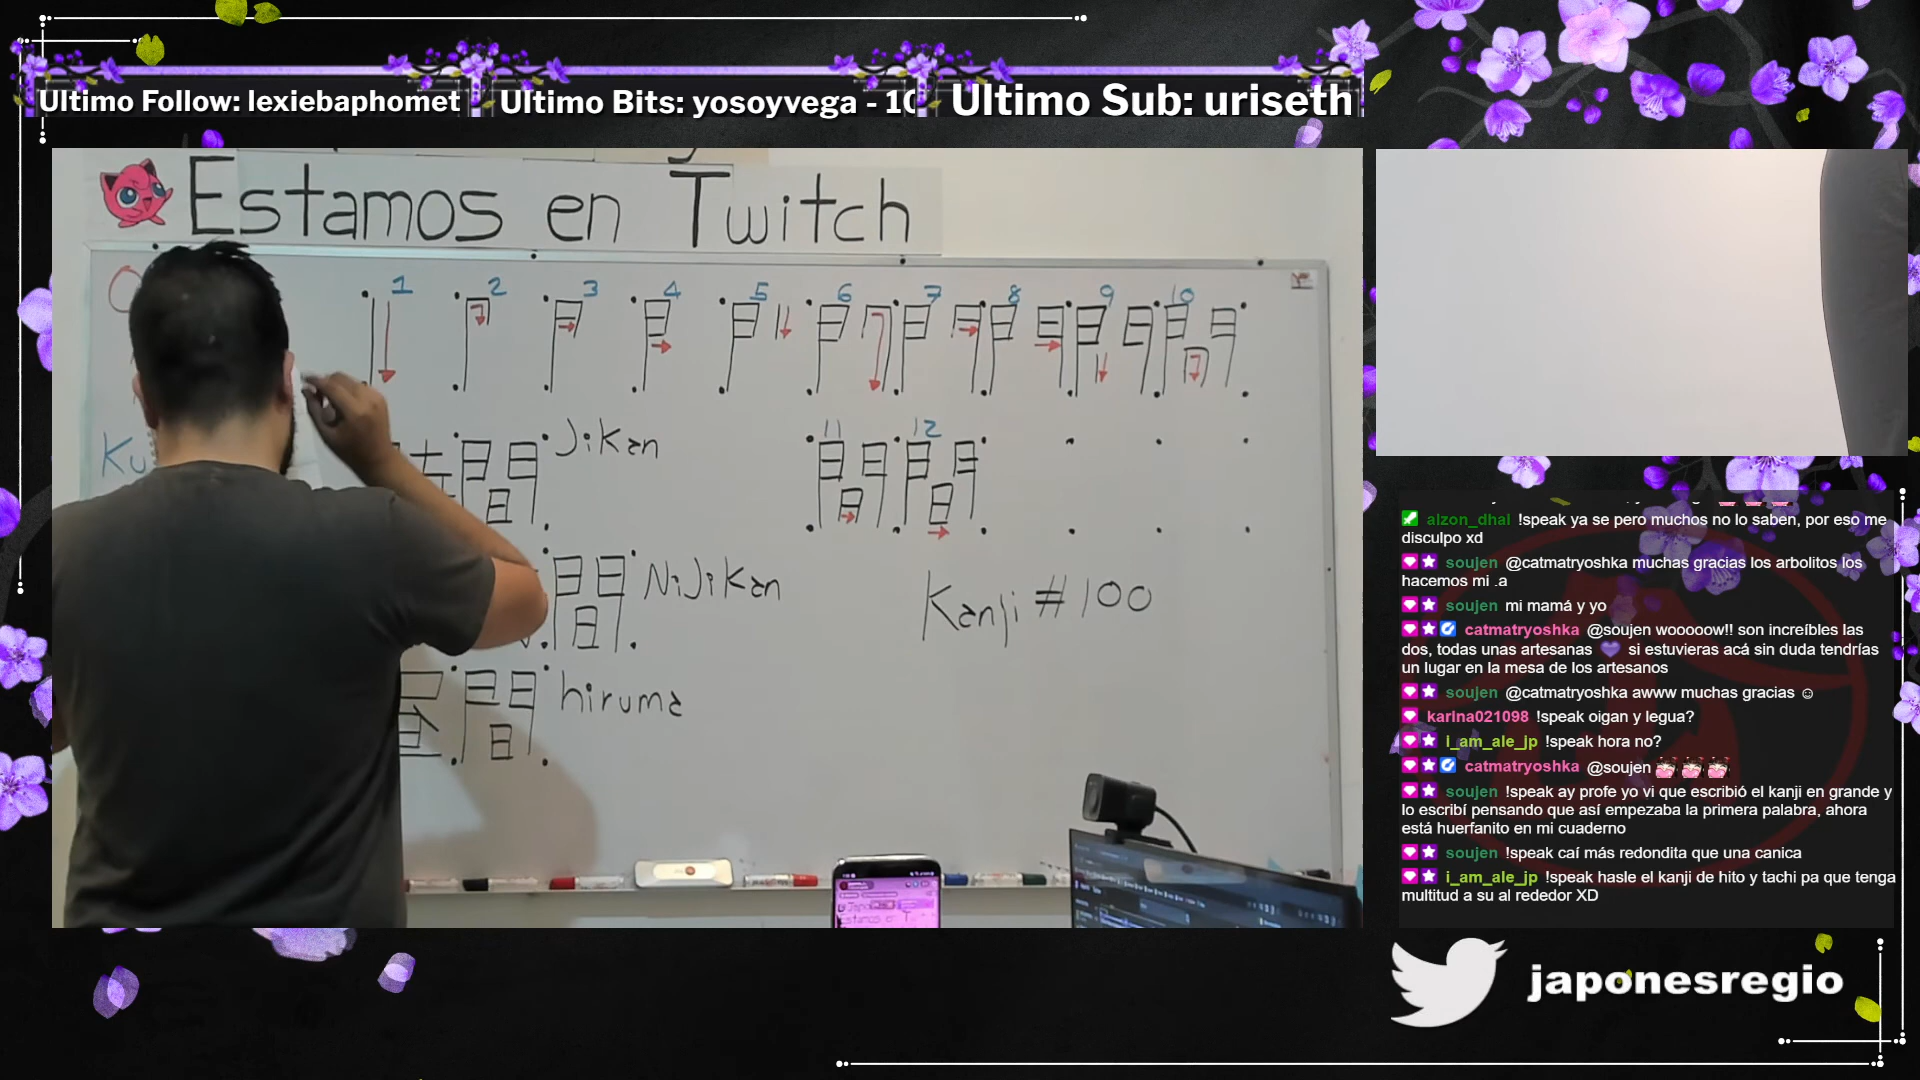 Ultimo Follow: lexiebaphomet
Ultimo Bits: yosoyvega - 10
Ultimo Sub: uriseth
Estamos en Twitch
1 2 3 4 5 6 7 8 9 10
Ku
間 Jikan
11 12
間 NiJikan
Kanji #100
昼間 hiruma
alzon_dhal !speak ya se pero muchos no lo saben, por eso me
disculpo xd
soujen @catmatryoshka muchas gracias los arbolitos los
hacemos mi .a
soujen mi mamá y yo
catmatryoshka @soujen wooooow!! son increíbles las
dos, todas unas artesanas 💜 si estuvieras acá sin duda tendrías
un lugar en la mesa de los artesanos
soujen @catmatryoshka awww muchas gracias ☺
karina021098 !speak oigan y legua?
i_am_ale_jp !speak hora no?
catmatryoshka @soujen
soujen !speak ay profe yo vi que escribió el kanji en grande y
lo escribí pensando que así empezaba la primera palabra, ahora
está huerfanito en mi cuaderno
soujen !speak caí más redondita que una canica
i_am_ale_jp !speak hasle el kanji de hito y tachi pa que tenga
multitud a su al rededor XD
japonesregio